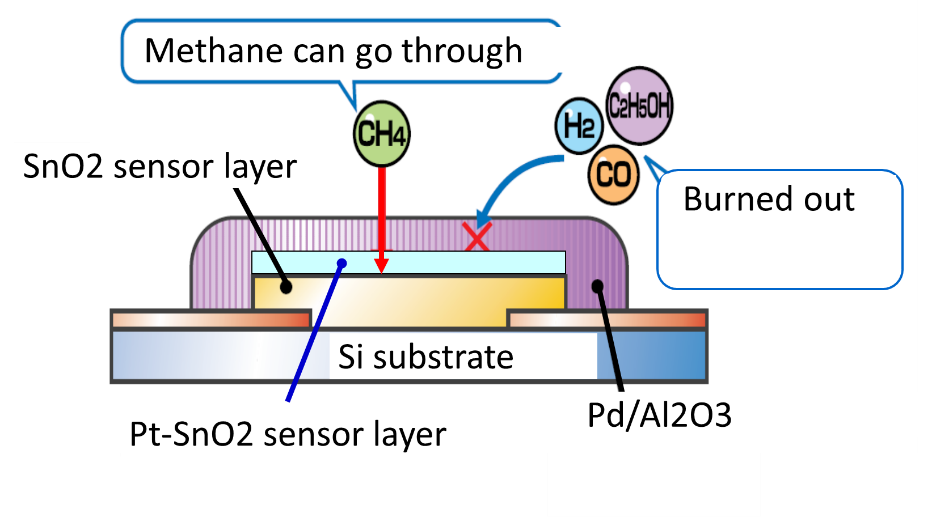 Methane can go through
CH4
H2
C2H5OH
CO
SnO2 sensor layer
Burned out
Si substrate
Pd/Al2O3
Pt-SnO2 sensor layer